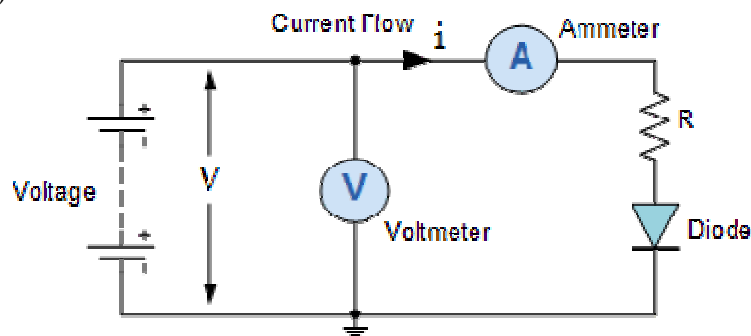 )
Current Flow
i
A
Ammeter
+
-
R
Voltage
V
V
Voltmeter
Diode
+
-